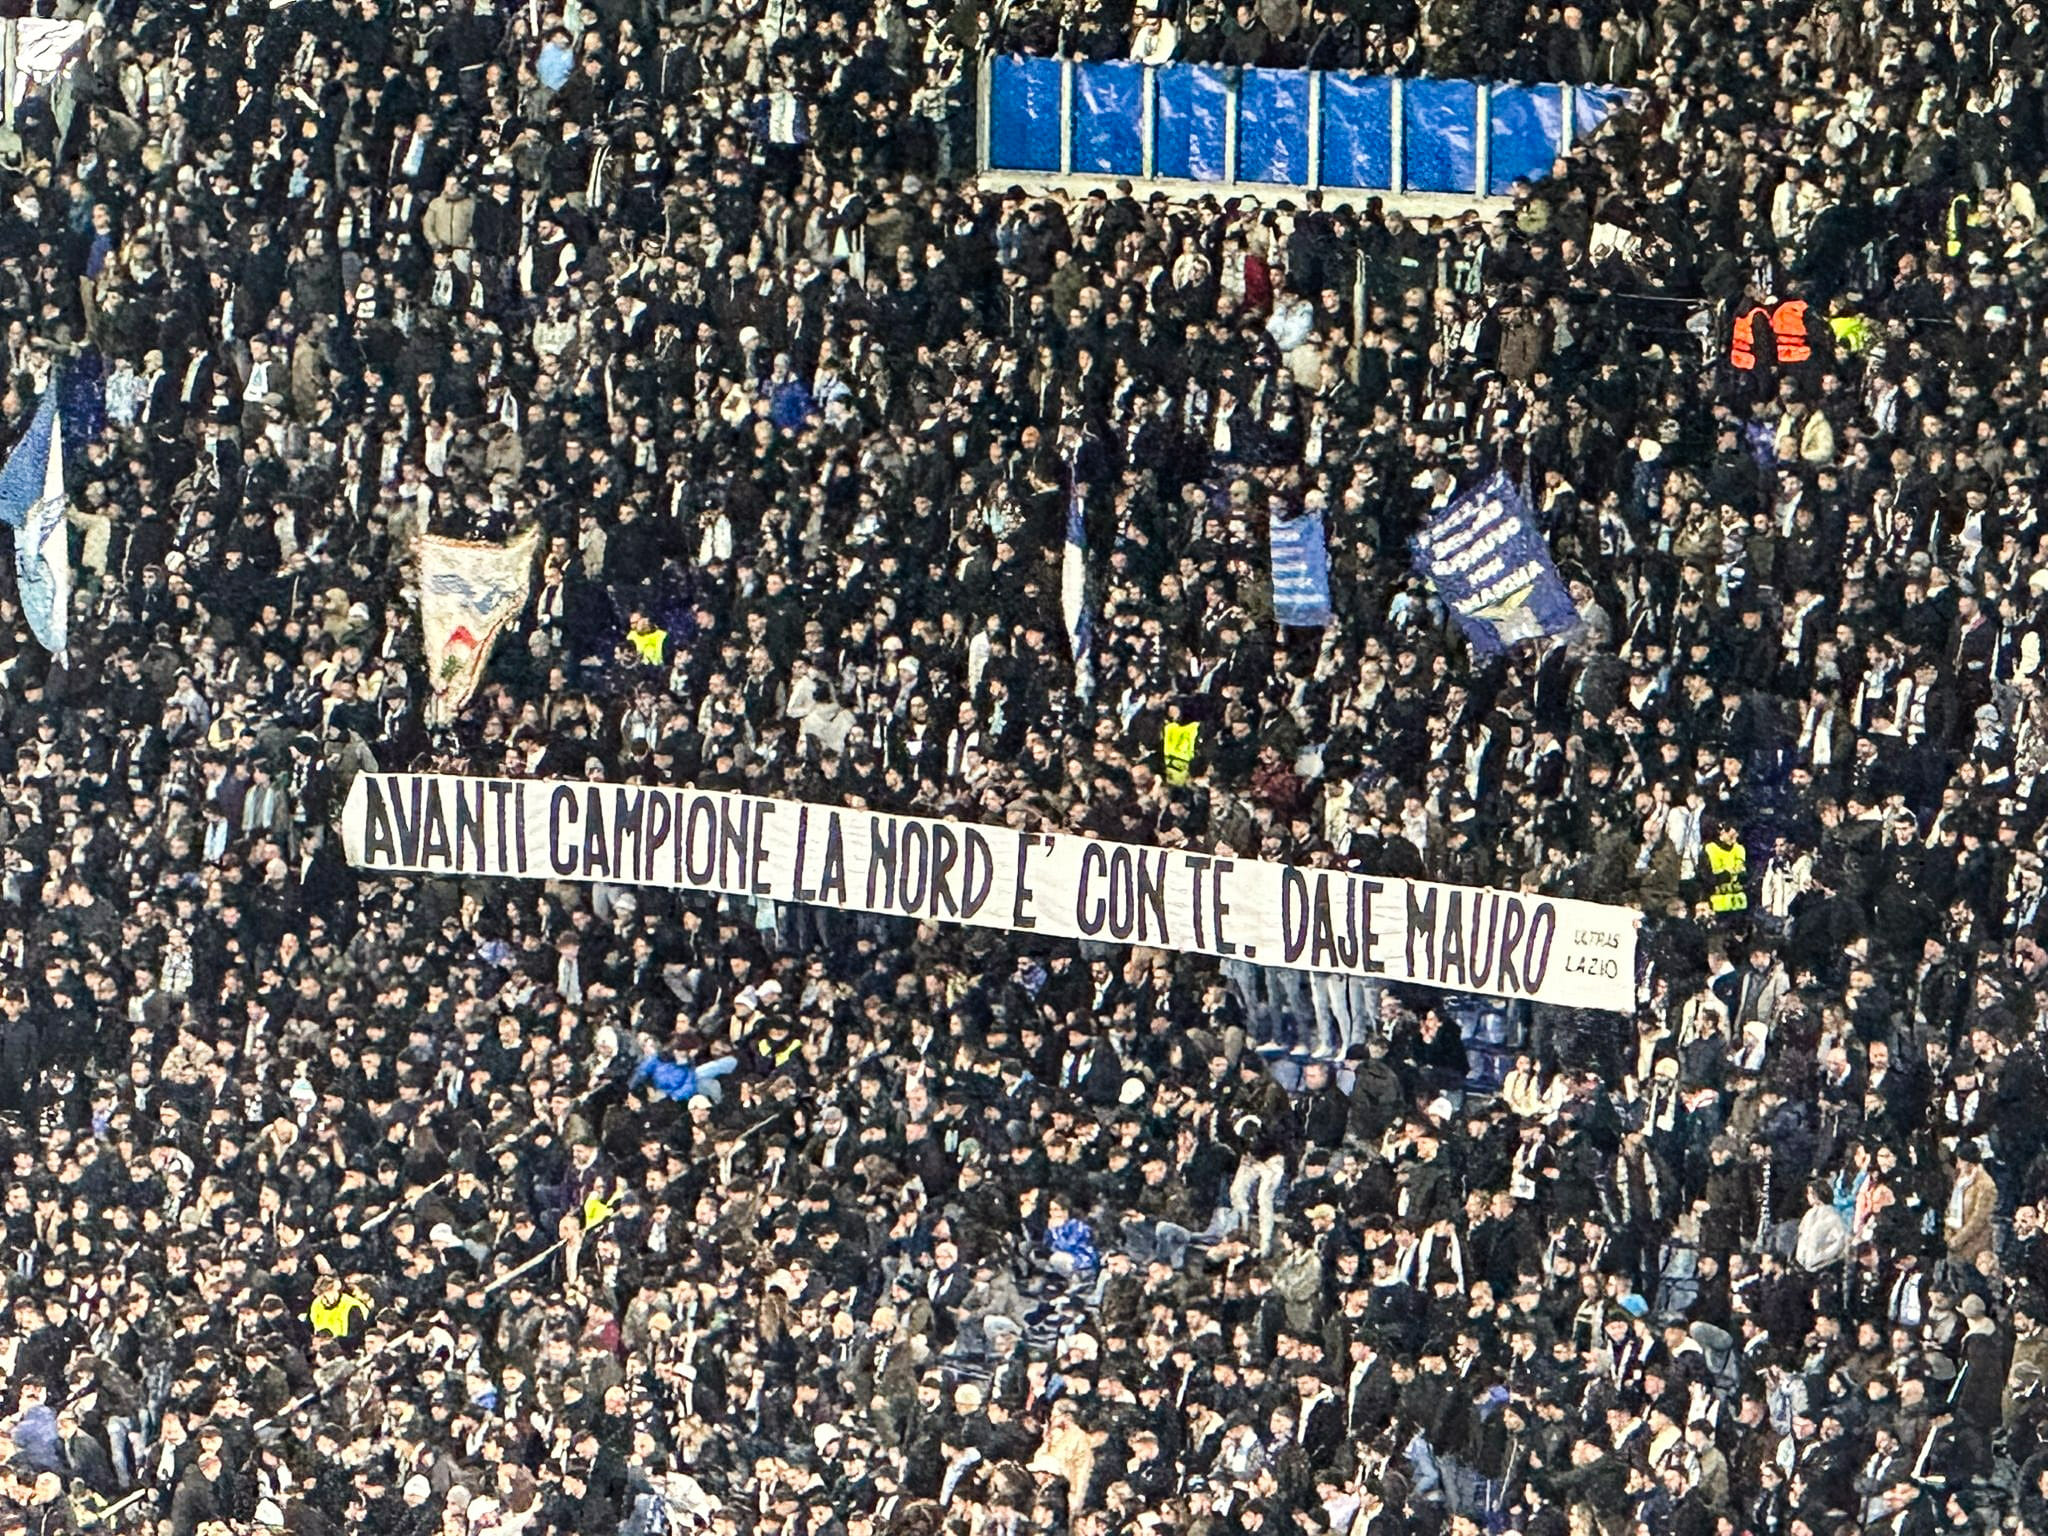 AVANTI CAMPIONE LA NORD E' CON TE. DAJE MAURO
ULTRAS
LAZIO